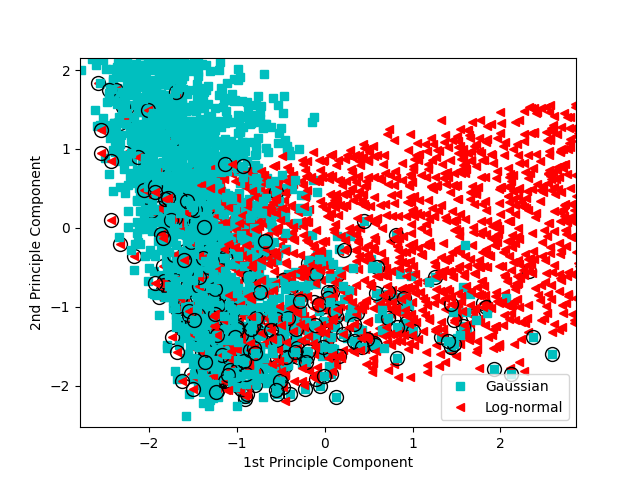 2
1
0
−1
−2
2nd Principle Component
−2
−1
0
1
2
1st Principle Component
Gaussian
Log-normal